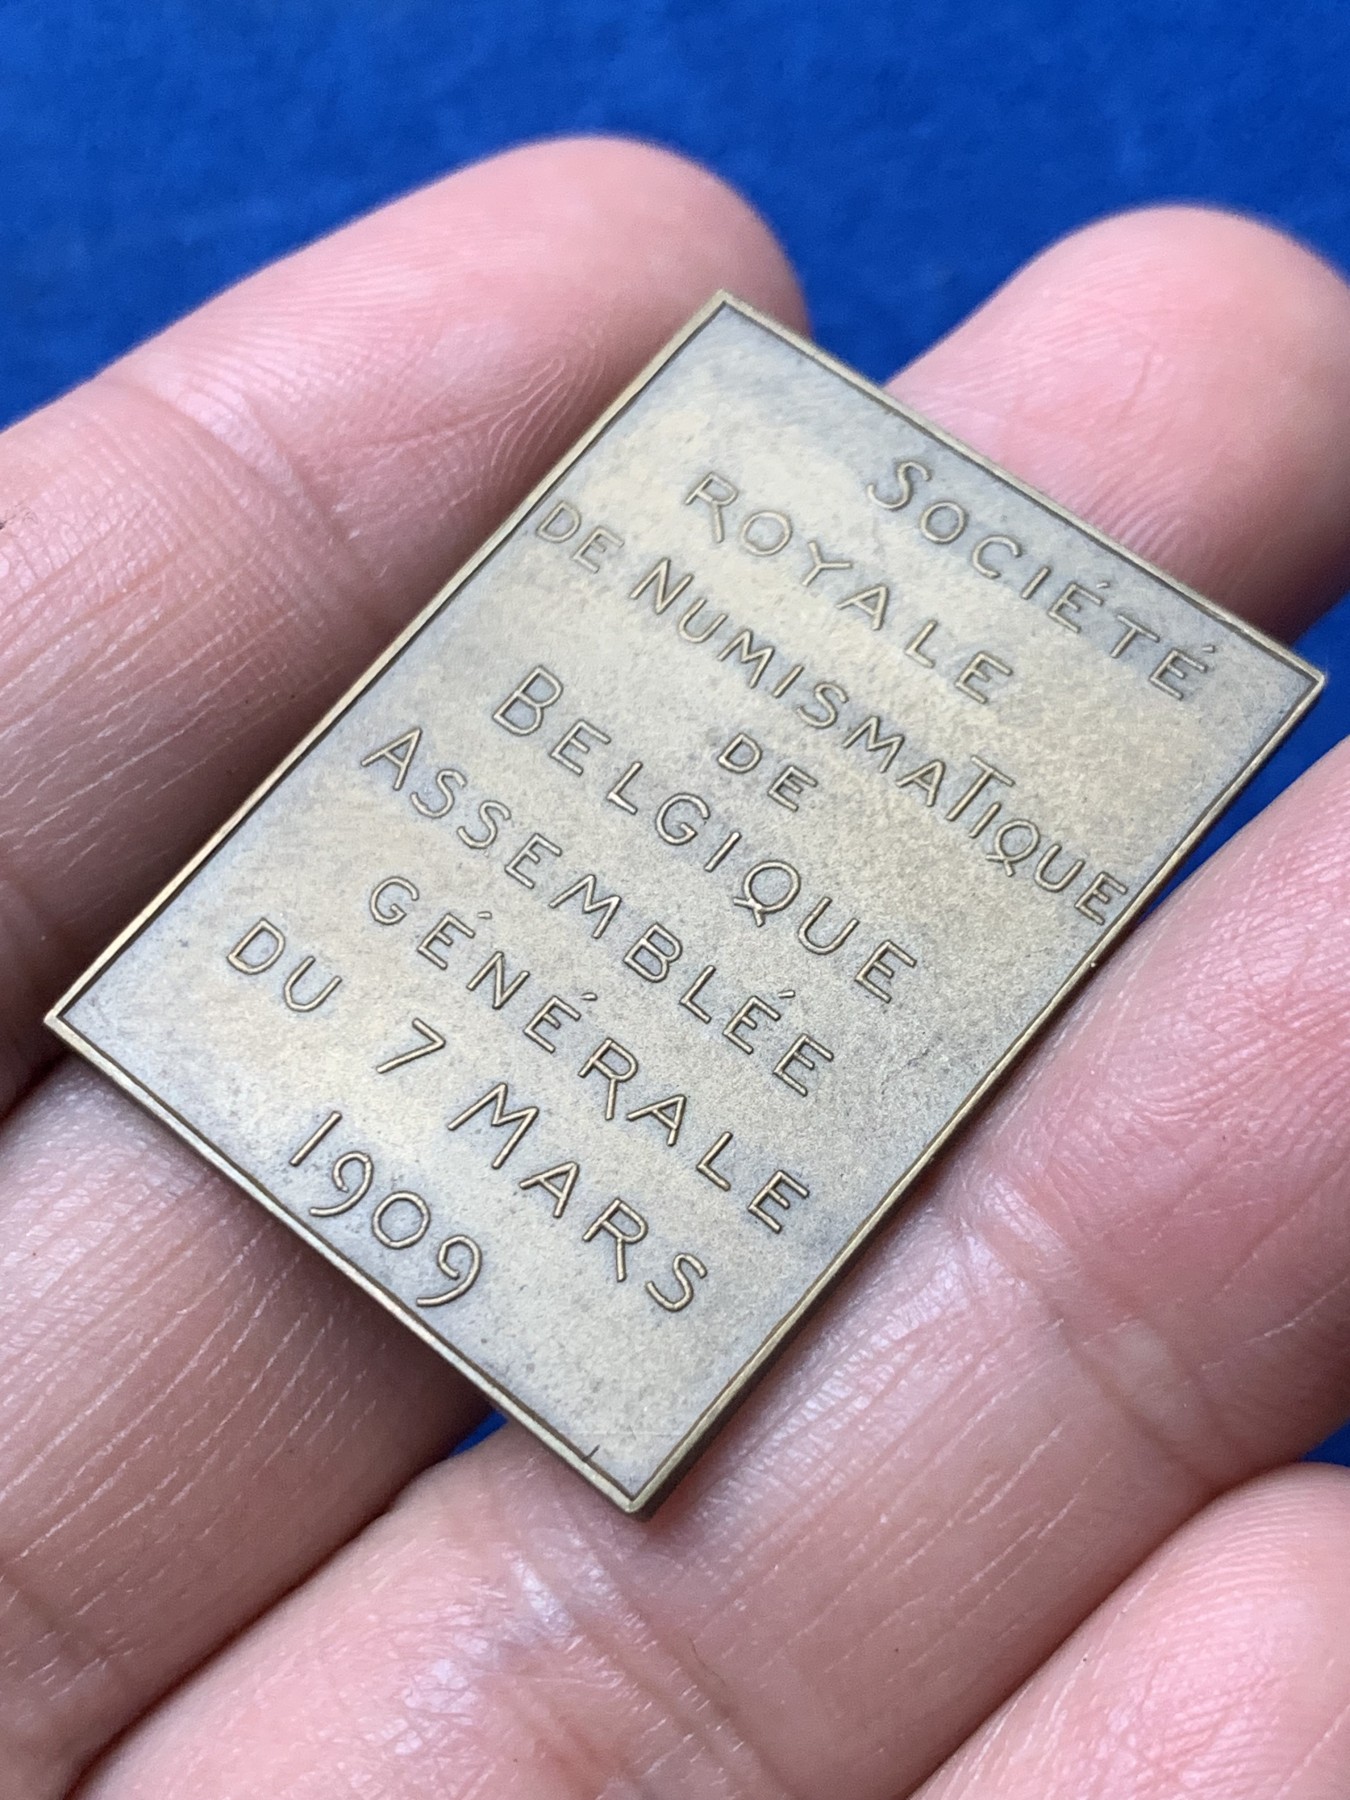 SOCIÉTÉ
ROYALE
DE NUMISMATIQUE
DE
BELGIQUE
ASSEMBLÉE
GÉNÉRALE
DU 7 MARS
1909